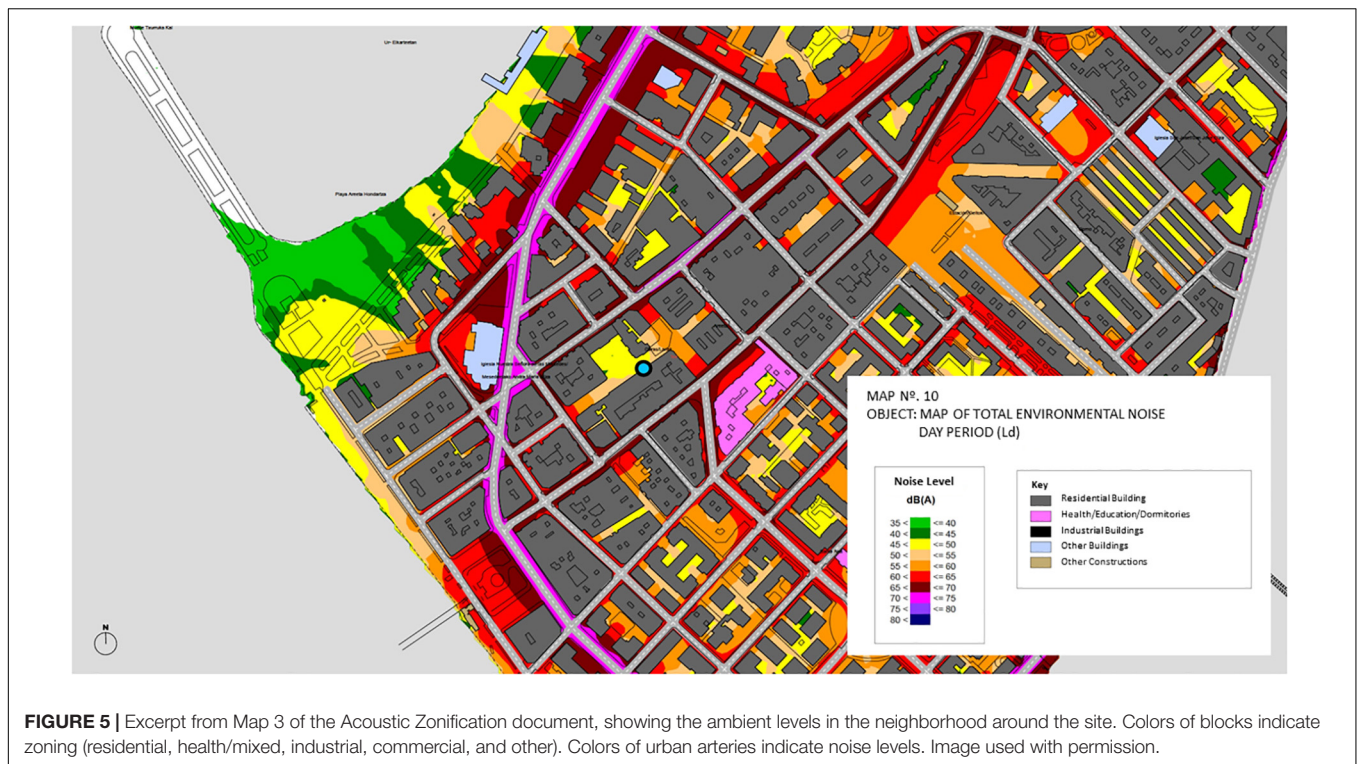 Ur- Ekartontan
MAP Nº. 10
OBJECT: MAP OF TOTAL ENVIRONMENTAL NOISE
DAY PERIOD (Ld)
Noise Level
dB(A)
35 < <= 40
40 < <= 45
45 < <= 50
50 < <= 55
55 < <= 60
60 < <= 65
65 < <= 70
70 < <= 75
75 < <= 80
80 <
Key
Residential Building
Health/Education/Dormitories
Industrial Buildings
Other Buildings
Other Constructions
N
FIGURE 5 | Excerpt from Map 3 of the Acoustic Zonification document, showing the ambient levels in the neighborhood around the site. Colors of blocks indicate
zoning (residential, health/mixed, industrial, commercial, and other). Colors of urban arteries indicate noise levels. Image used with permission.